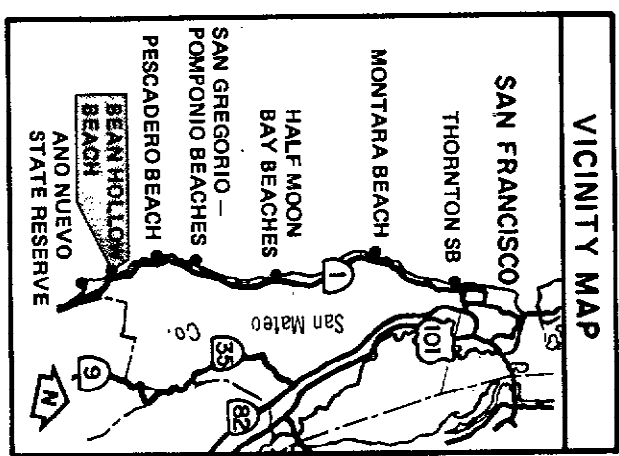 VICINITY MAP
SAN FRANCISCO
THORNTON SB
MONTARA BEACH
HALF MOON
BAY BEACHES
SAN GREGORIO —
POMPONIO BEACHES
PESCADERO BEACH
BEAN HOLLOW
BEACH
ANO NUEVO
STATE RESERVE
1
101
San Mateo
Co.
35
82
9
N